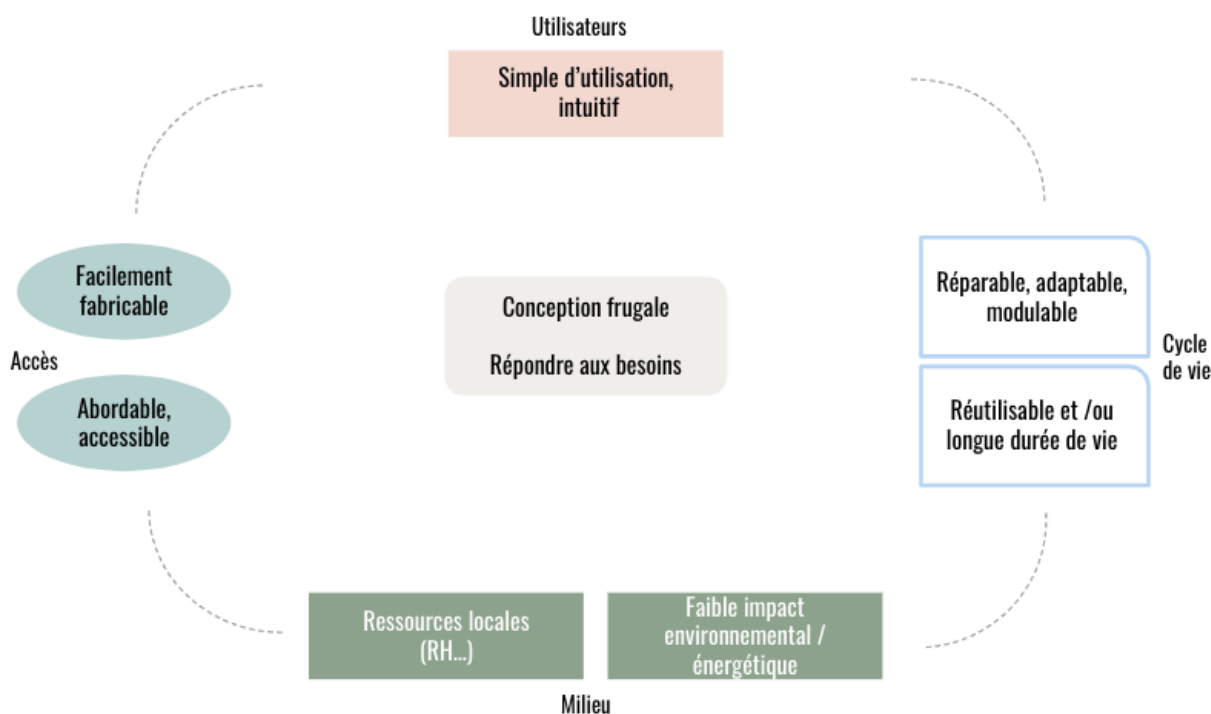 Utilisateurs
Simple d’utilisation,
intuitif
Facilement
fabricable
Accès
Abordable,
accessible
Conception frugale
Répondre aux besoins
Réparable, adaptable,
modulable
Cycle
de vie
Réutilisable et /ou
longue durée de vie
Ressources locales
(RH...)
Faible impact
environnemental /
énergétique
Milieu